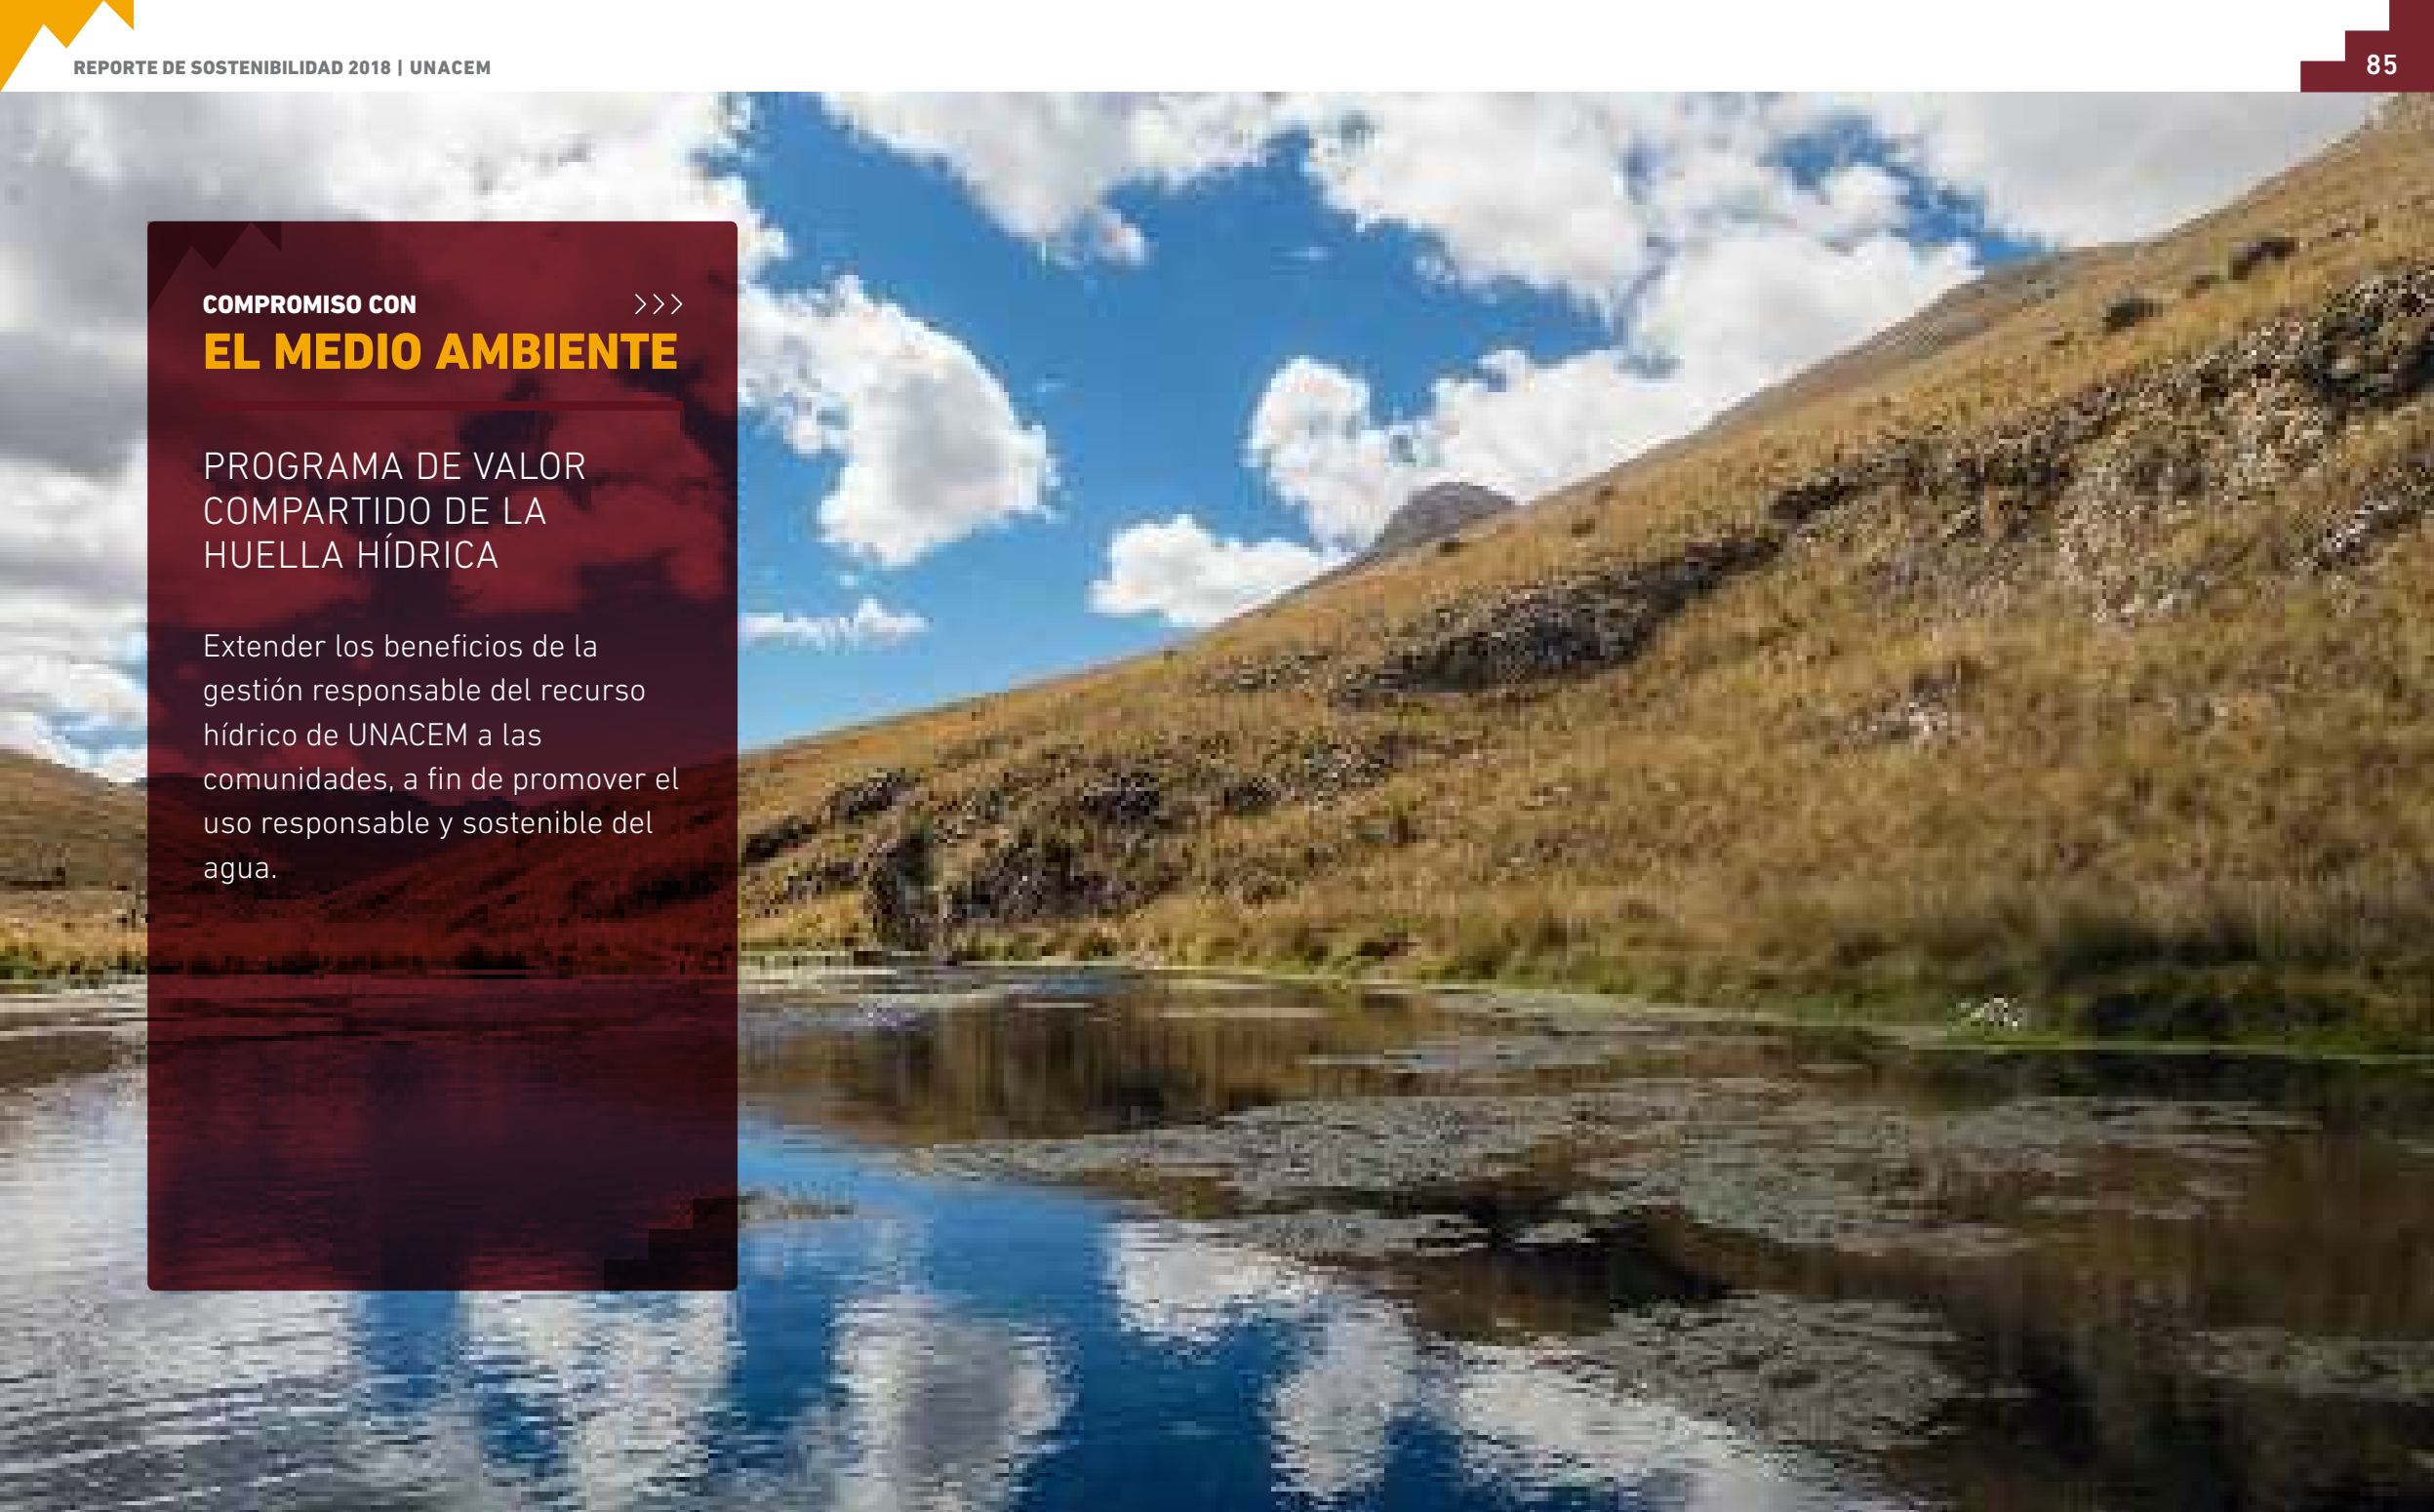 REPORTE DE SOSTENIBILIDAD 2018 | UNACEM
85
COMPROMISO CON >>>
EL MEDIO AMBIENTE
PROGRAMA DE VALOR
COMPARTIDO DE LA
HUELLA HÍDRICA
Extender los beneficios de la
gestión responsable del recurso
hídrico de UNACEM a las
comunidades, a fin de promover el
uso responsable y sostenible del
agua.